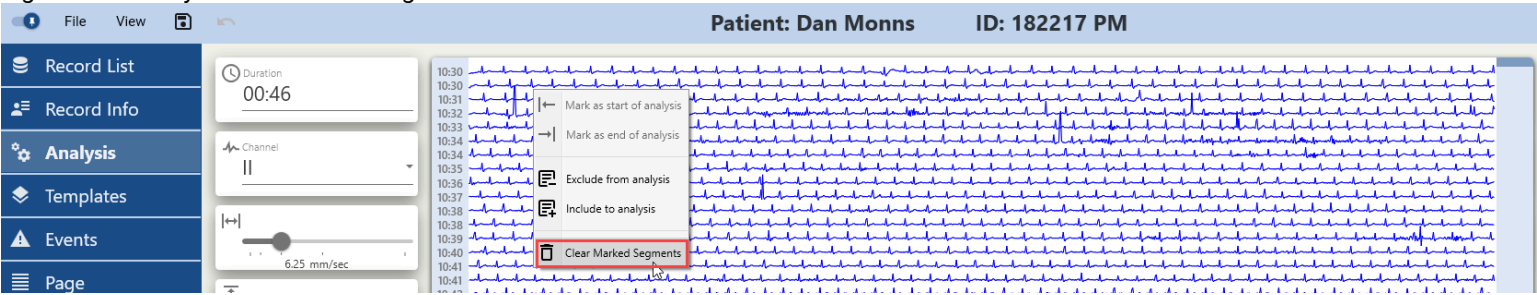 File View Patient: Dan Monns ID: 182217 PM
Record List
Record Info
Analysis
Templates
Events
Page
Duration
00:46
Channel
II
6.25 mm/sec
10:30
10:30
10:31
10:32
10:33
10:34
10:34
10:35
10:36
10:37
10:38
10:38
10:39
10:40
10:41
10:41
Mark as start of analysis
Mark as end of analysis
Exclude from analysis
Include to analysis
Clear Marked Segments